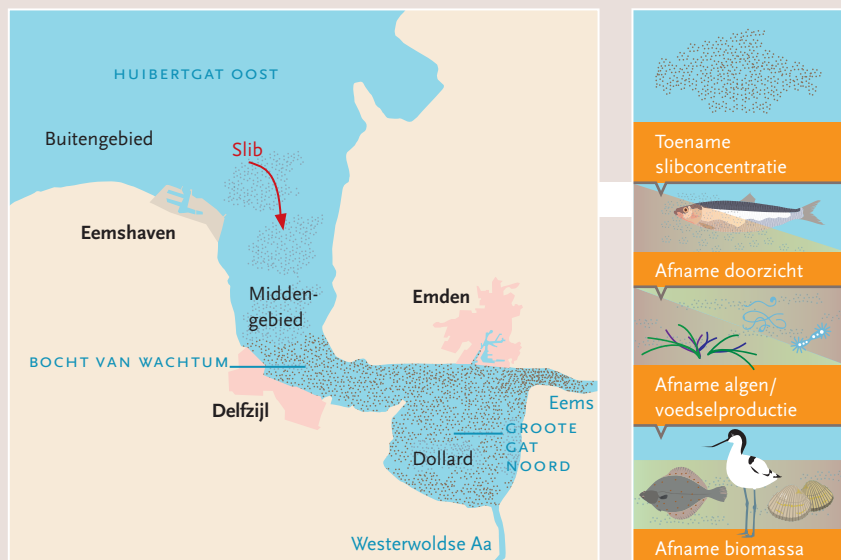 HUIBERTGAT OOST
Buitengebied
Slib
Eemshaven
Midden-
gebied
Emden
BOCHT VAN WACHTUM
Delfzijl
Eems
GROOTE
GAT
NOORD
Dollard
Westerwoldse Aa
Toename
slibconcentratie
Afname doorzicht
Afname algen/
voedselproductie
Afname biomassa